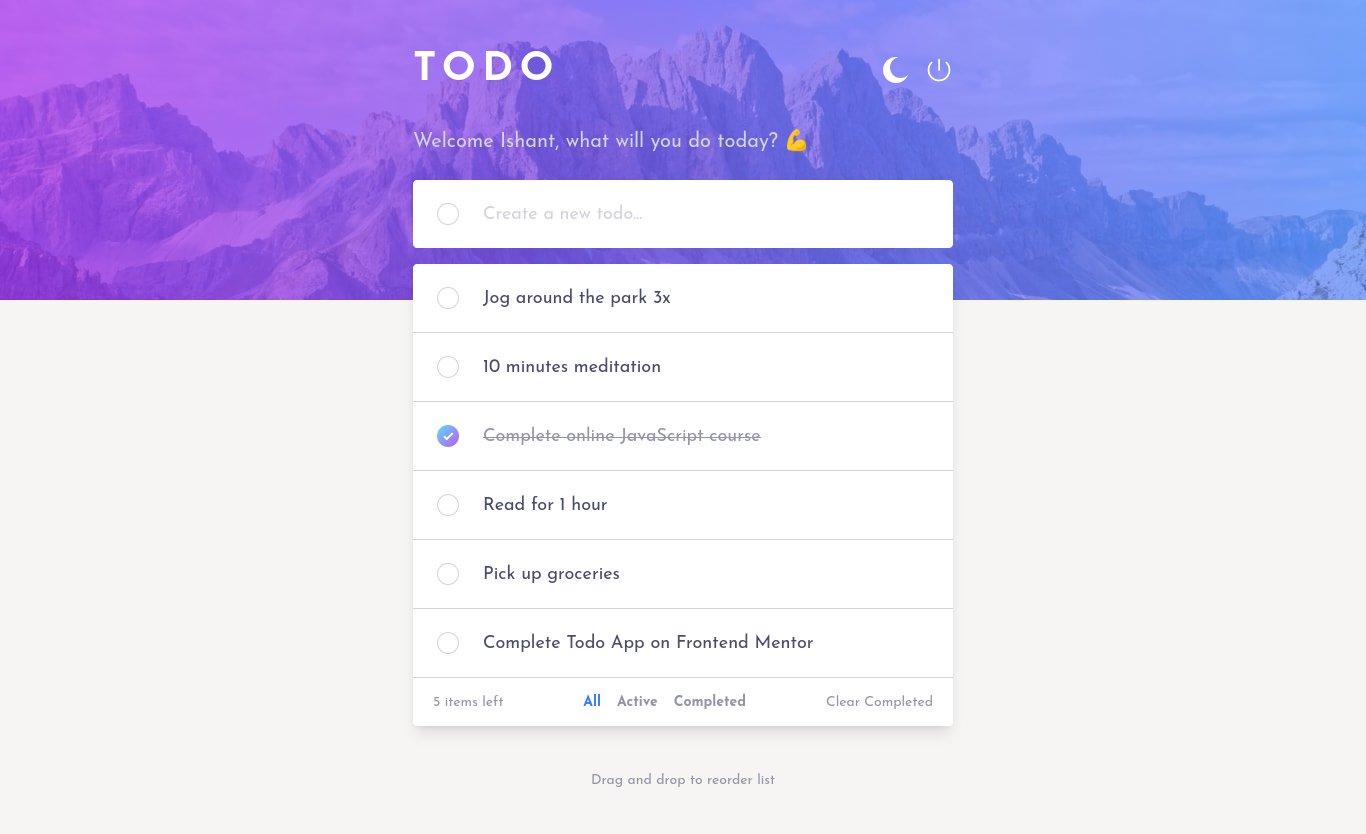 TODO
Welcome Ishant, what will you do today? 💪
Create a new todo...
Jog around the park 3x
10 minutes meditation
Complete online JavaScript course
Read for 1 hour
Pick up groceries
Complete Todo App on Frontend Mentor
5 items left All Active Completed Clear Completed
Drag and drop to reorder list